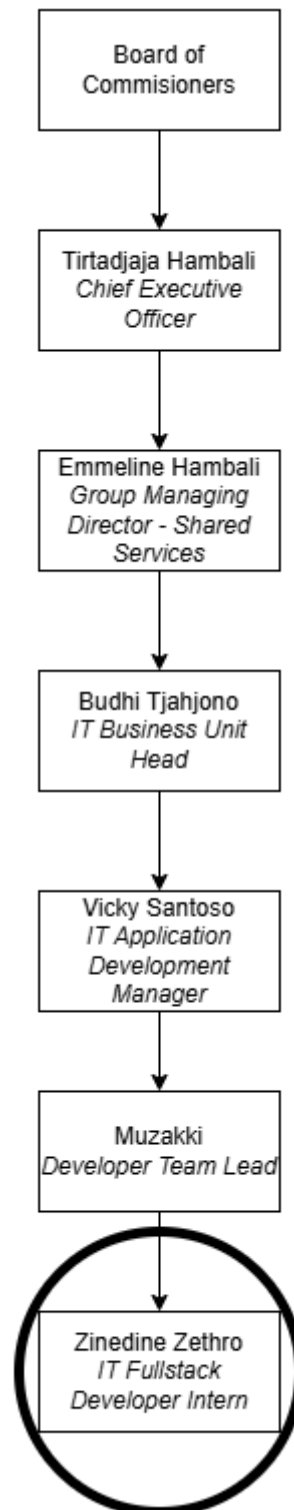 Board of
Commisioners
Tirtadjaja Hambali
Chief Executive
Officer
Emmeline Hambali
Group Managing
Director - Shared
Services
Budhi Tjahjono
IT Business Unit
Head
Vicky Santoso
IT Application
Development
Manager
Muzakki
Developer Team Lead
Zinedine Zethro
IT Fullstack
Developer Intern